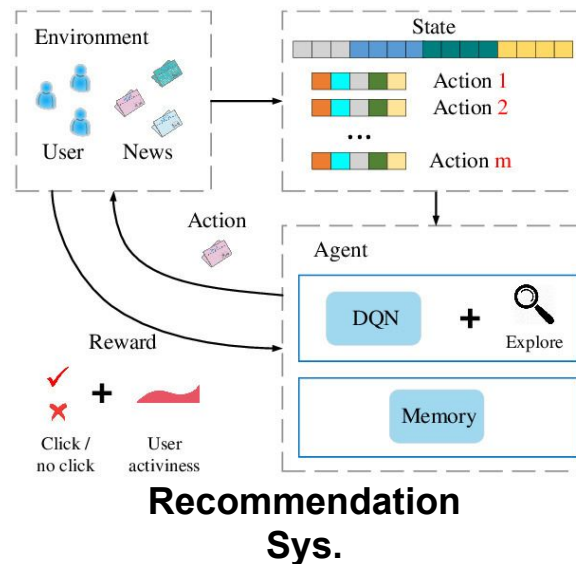 Environment
User
News
State
Action 1
Action 2
...
Action m
Action
Reward
Click /
no click
User
activiness
Agent
DQN
+
Explore
Memory
+
Recommendation
Sys.